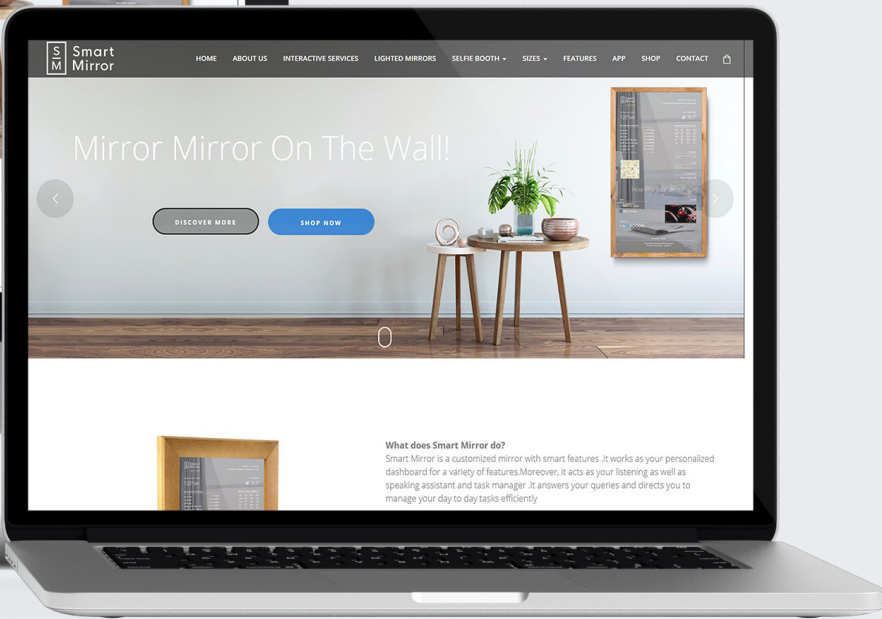 S
M
Smart
Mirror
HOME ABOUT US INTERACTIVE SERVICES LIGHTED MIRRORS SELFIE BOOTH SIZES FEATURES APP SHOP CONTACT
Mirror Mirror On The Wall!
DISCOVER MORE SHOP NOW
What does Smart Mirror do?
Smart Mirror is a customized mirror with smart features .It works as your personalized
dashboard for a variety of features.Moreover, it acts as your listening as well as
speaking assistant and task manager .It answers your queries and directs you to
manage your day to day tasks efficiently